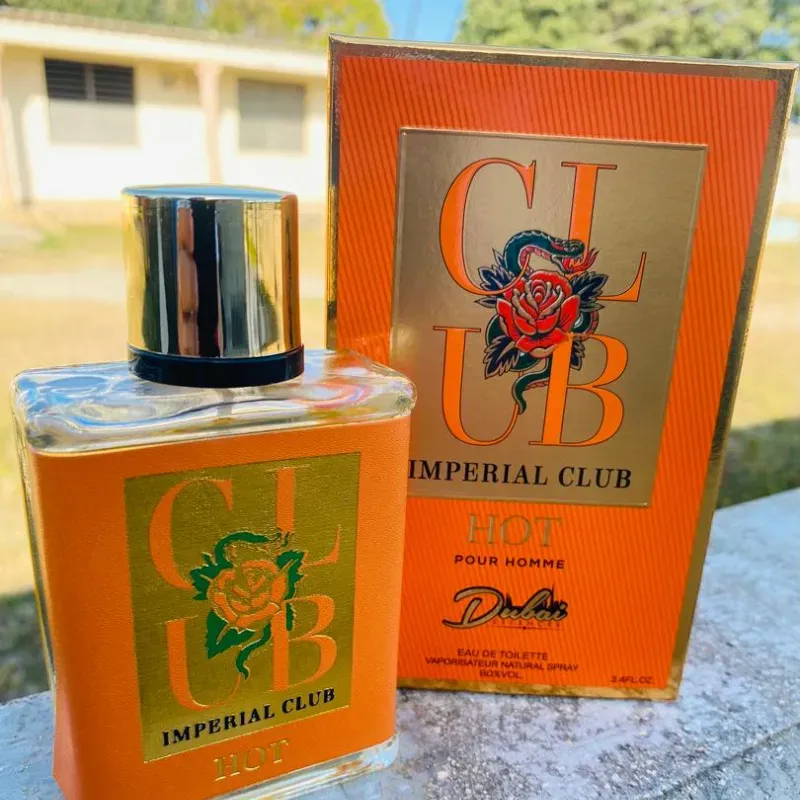 CL
UB
IMPERIAL CLUB
HOT
POUR HOMME
Dubai
EAU DE TOILETTE
VAPORISATEUR NATURAL SPRAY
80%VOL.
3.4FL.OZ.
CL
UB
IMPERIAL CLUB
HOT